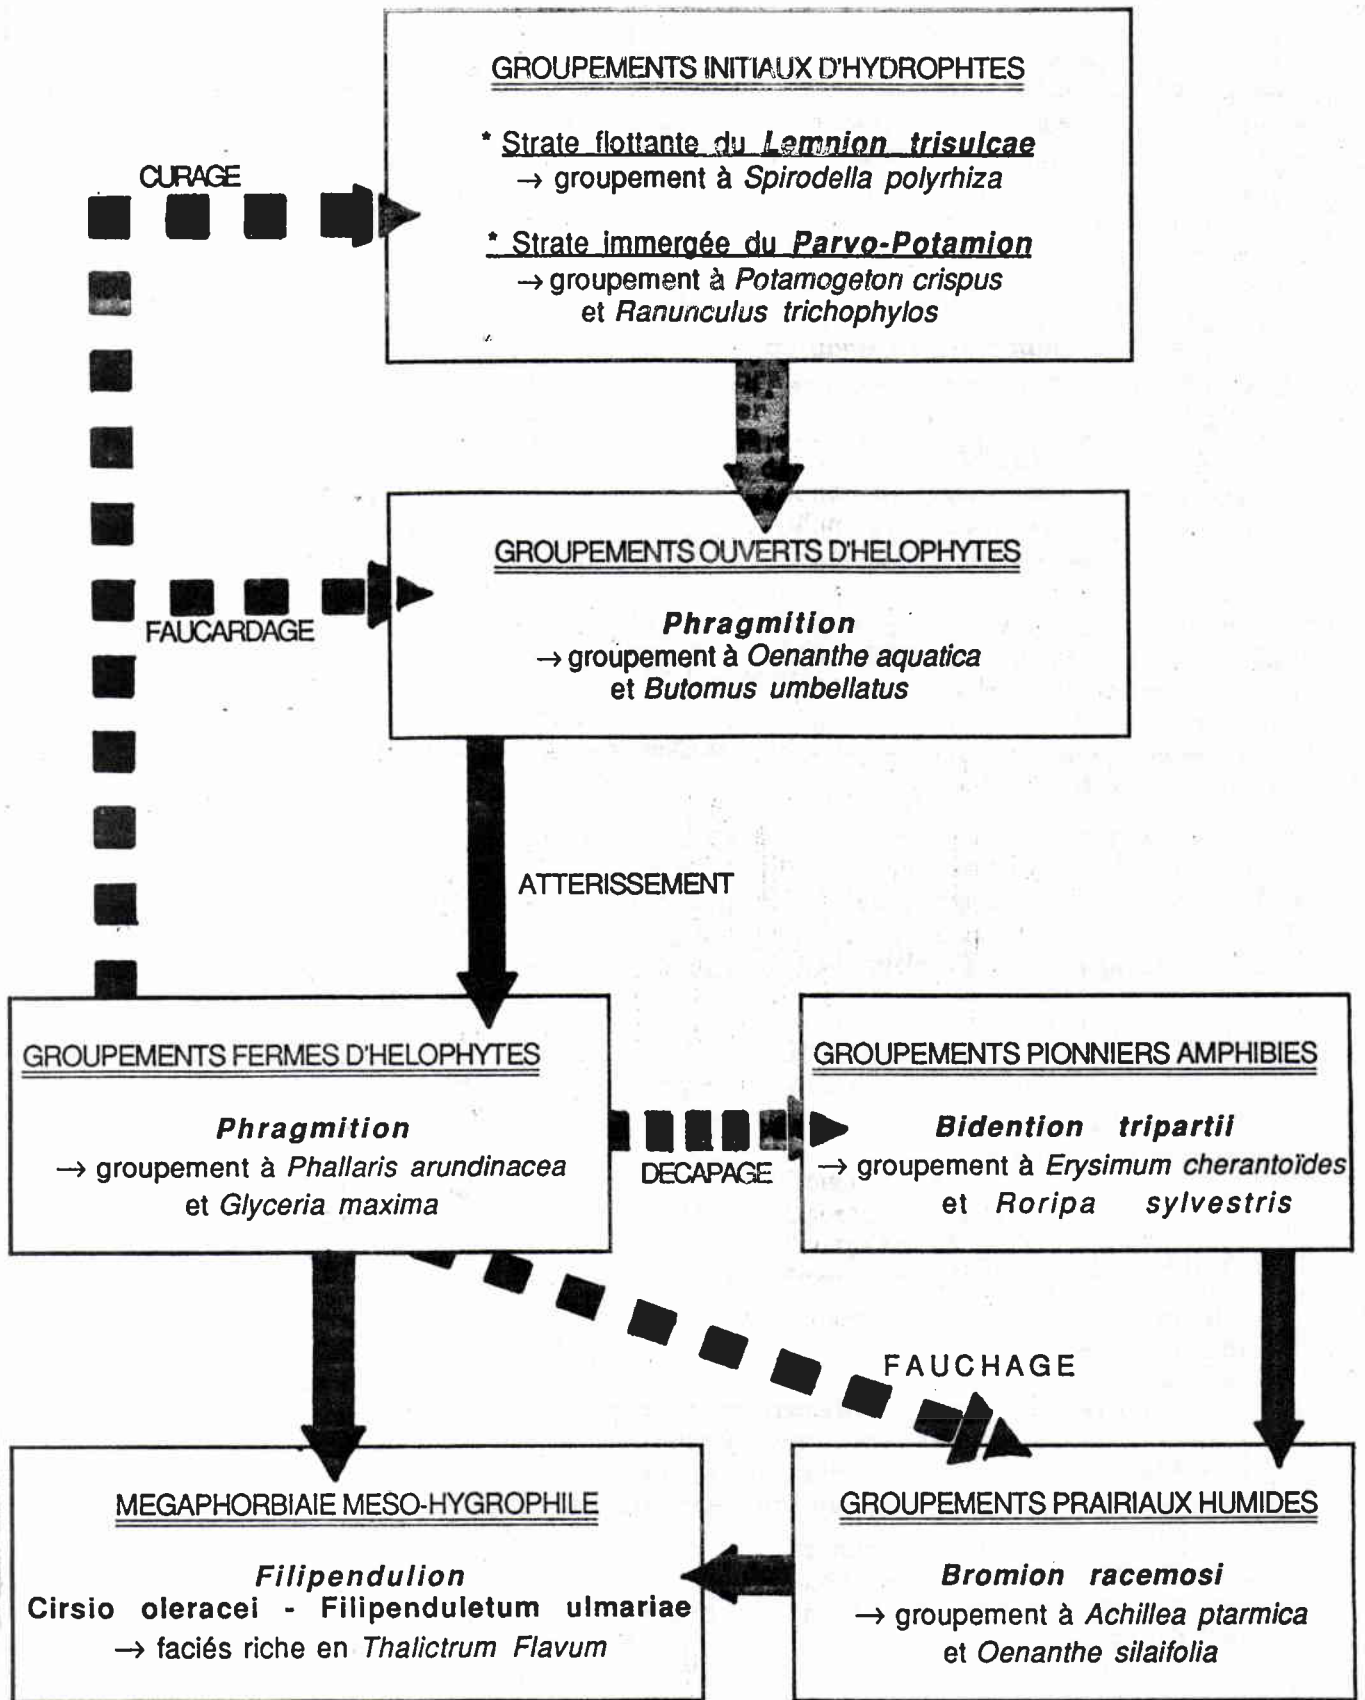 GROUPEMENTS INITIAUX D'HYDROPHTES
* Strate flottante du Lemnion trisulcae
→ groupement à Spirodella polyrhiza
* Strate immergée du Parvo-Potamion
→ groupement à Potamogeton crispus
et Ranunculus trichophylos
CURAGE
GROUPEMENTS OUVERTS D'HELOPHYTES
Phragmition
→ groupement à Oenanthe aquatica
et Butomus umbellatus
FAUCARDAGE
ATTERISSEMENT
GROUPEMENTS FERMES D'HELOPHYTES
Phragmition
→ groupement à Phallaris arundinacea
et Glyceria maxima
DECAPAGE
GROUPEMENTS PIONNIERS AMPHIBIES
Bidention tripartii
→ groupement à Erysimum cherantoïdes
et Roripa sylvestris
FAUCHAGE
MEGAPHORBIAIE MESO-HYGROPHILE
Filipendulion
Cirsio oleracei - Filipenduletum ulmariae
→ faciés riche en Thalictrum Flavum
GROUPEMENTS PRAIRIAUX HUMIDES
Bromion racemosi
→ groupement à Achillea ptarmica
et Oenanthe silaifolia